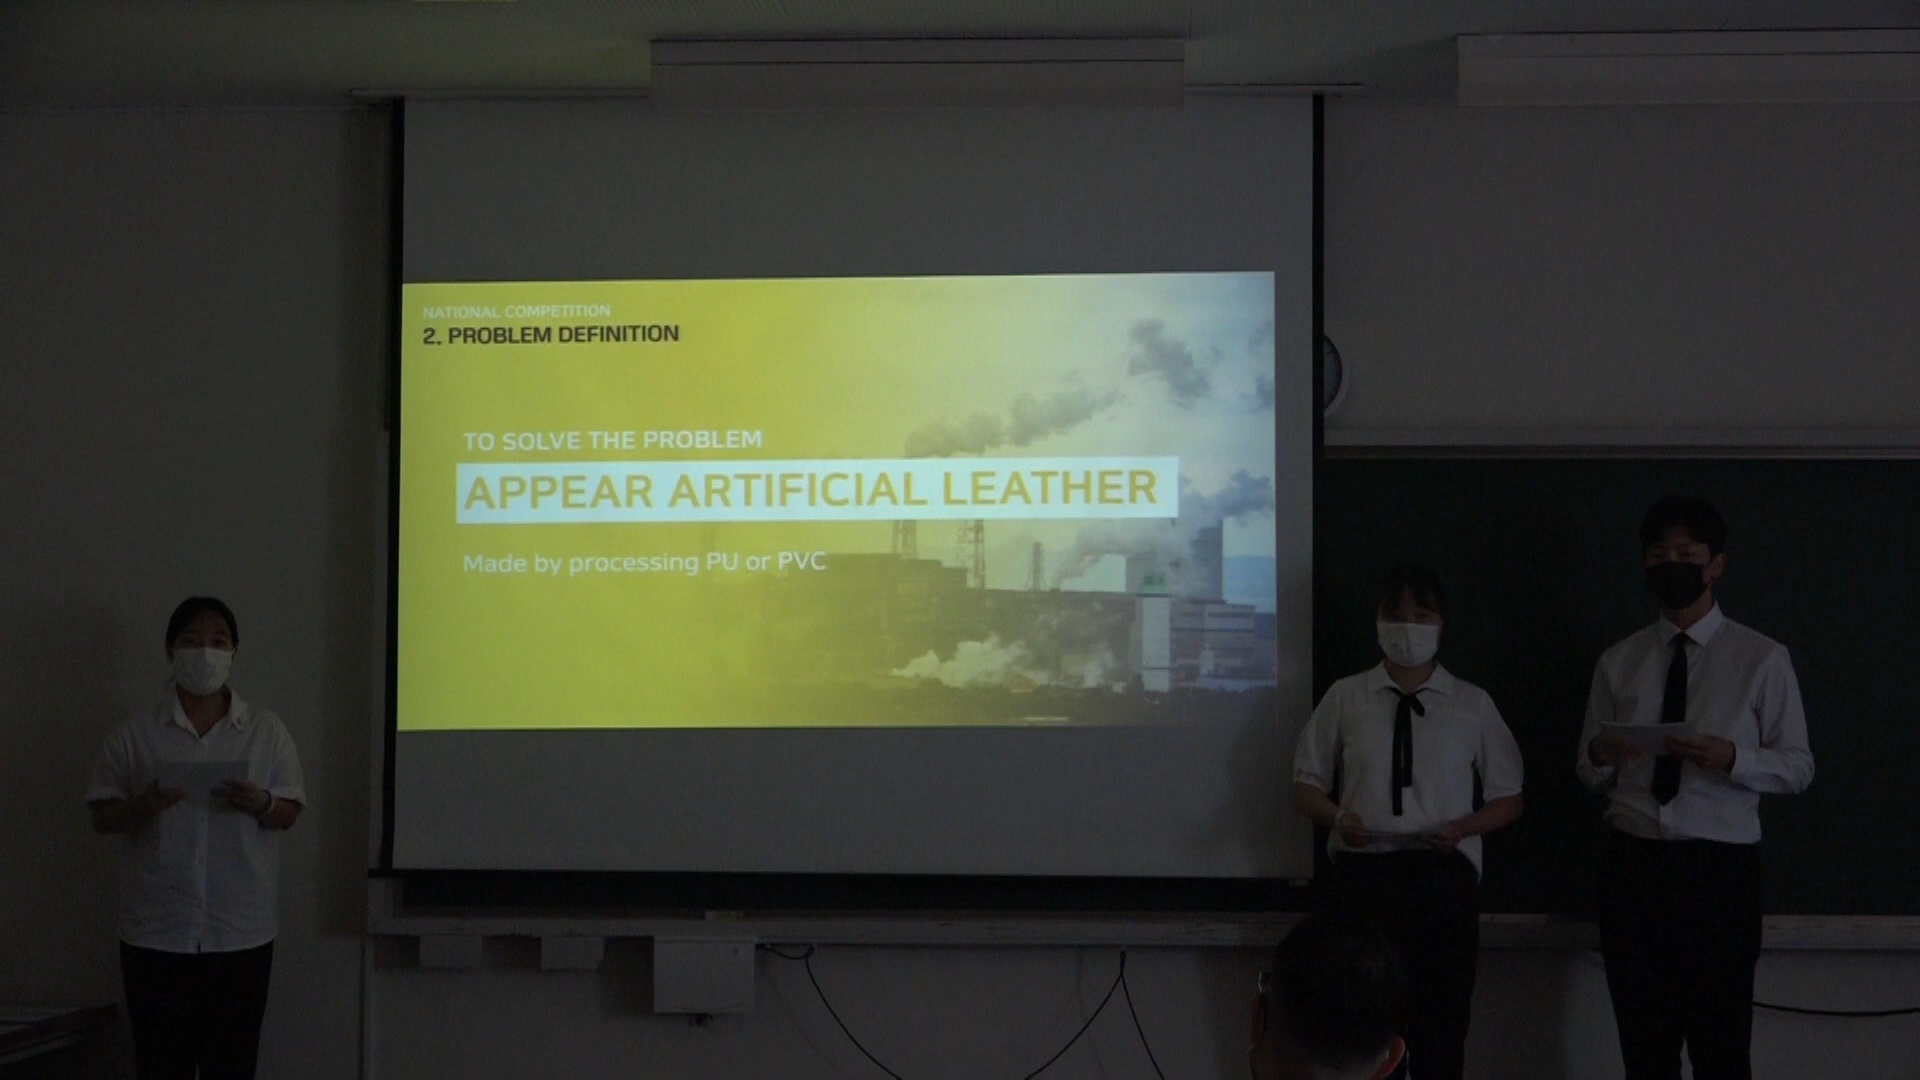 NATIONAL COMPETITION
2. PROBLEM DEFINITION
TO SOLVE THE PROBLEM
APPEAR ARTIFICIAL LEATHER
Made by processing PU or PVC